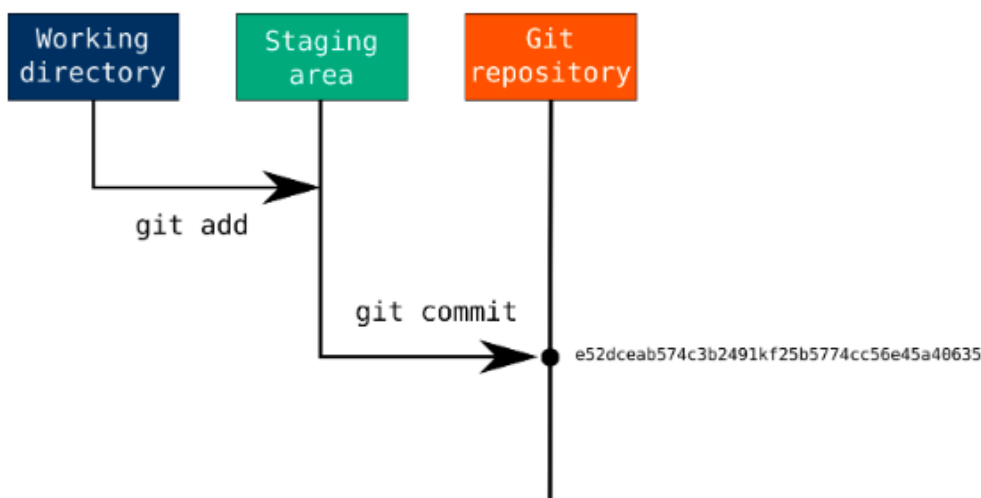 Working
directory
Staging
area
Git
repository
git add
git commit
e52dceab574c3b2491kf25b5774cc56e45a40635